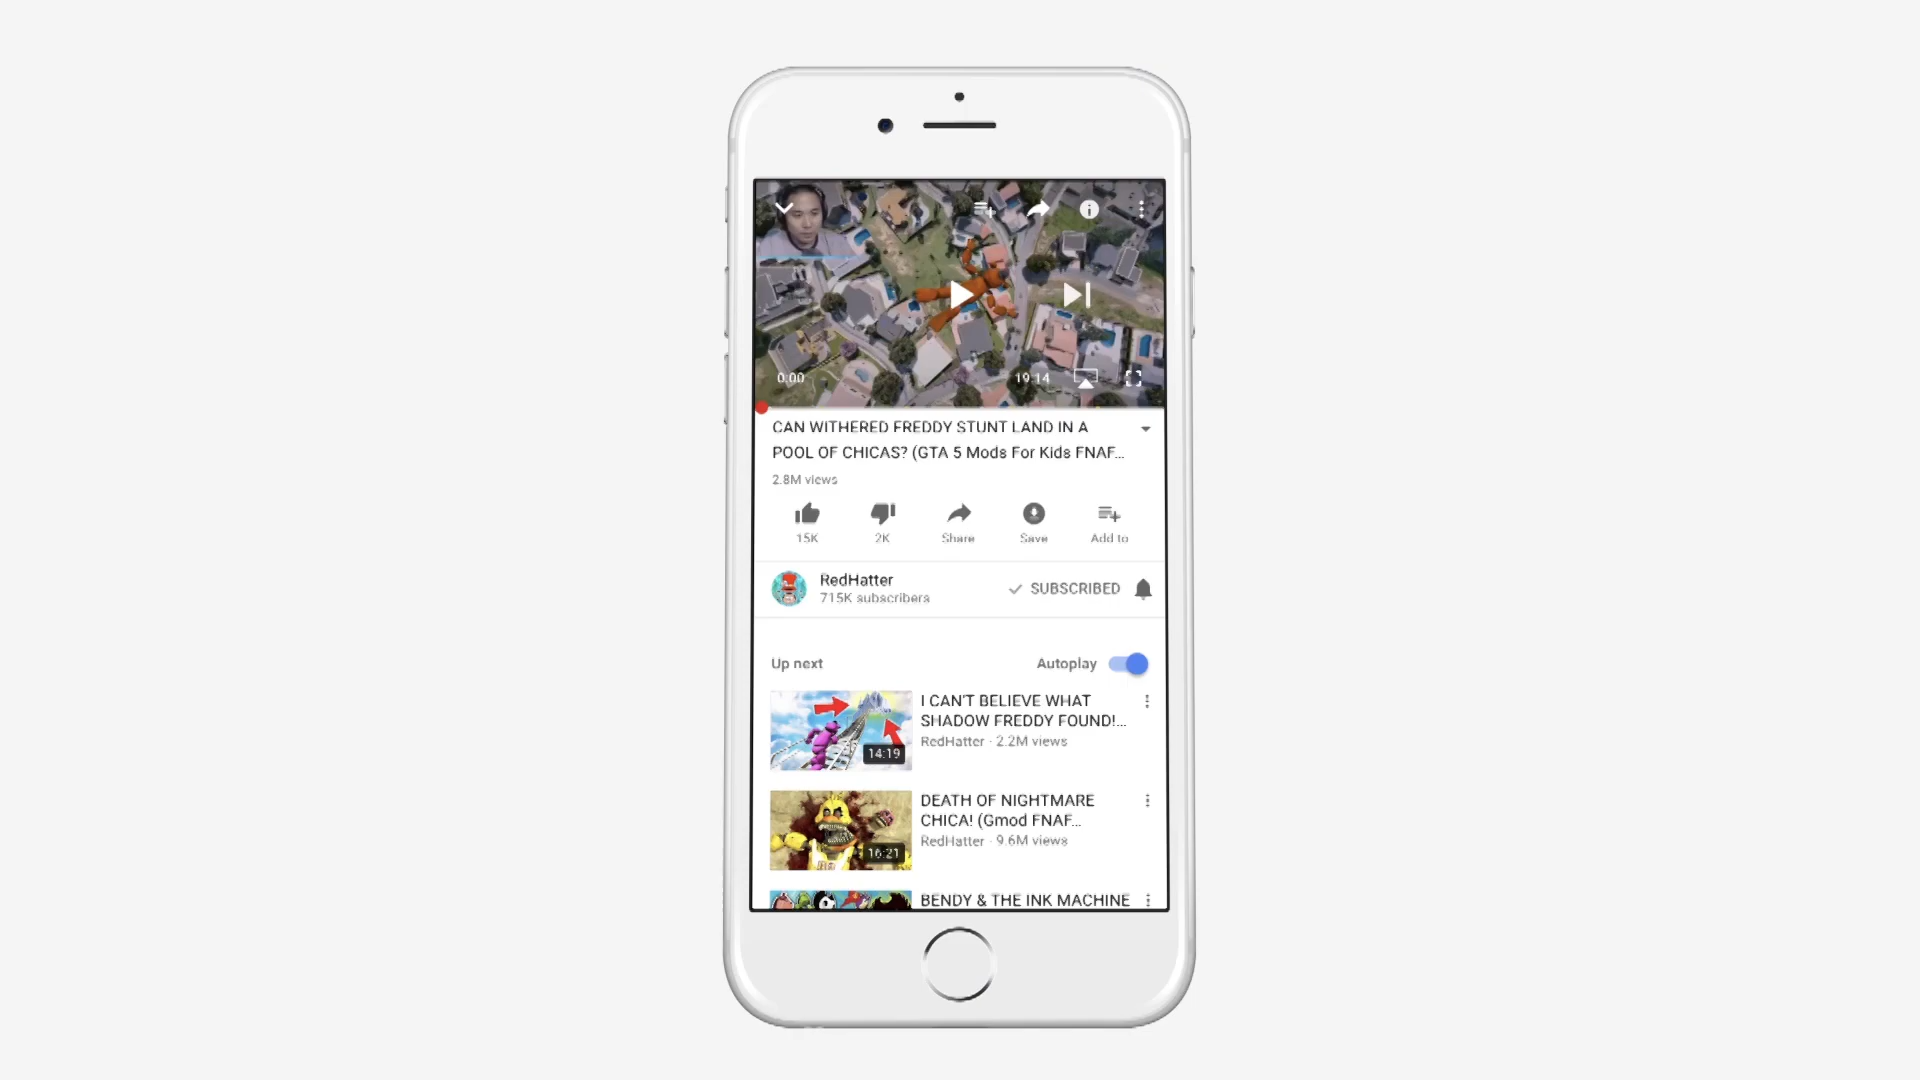 0:00
19:14
CAN WITHERED FREDDY STUNT LAND IN A
POOL OF CHICAS? (GTA 5 Mods For Kids FNAF...
2.8M views
15K
2K
Share
Save
Add to
RedHatter
715K subscribers
SUBSCRIBED
Up next
Autoplay
14:19
I CAN'T BELIEVE WHAT
SHADOW FREDDY FOUND!...
RedHatter · 2.2M views
16:21
DEATH OF NIGHTMARE
CHICA! (Gmod FNAF...
RedHatter · 9.6M views
BENDY & THE INK MACHINE